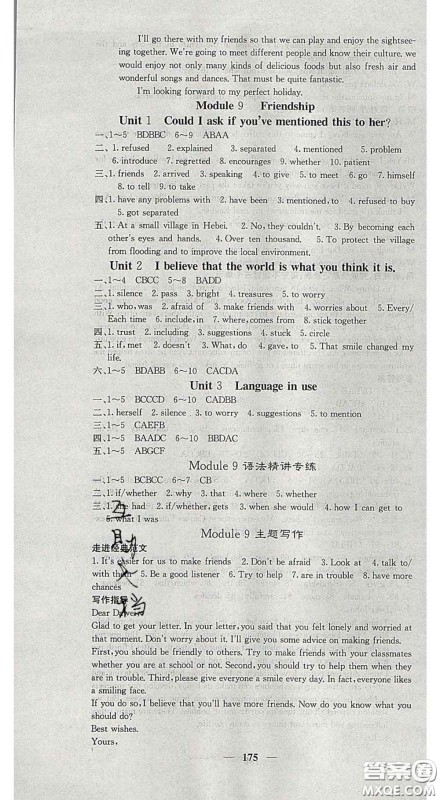 I'll go there with my friends so that we can play and enjoy the sightsee-
ing together. We're going to meet different people and know their culture. we
would enjoy not only many kinds of delicious foods but also fresh air and
wonderful songs and dances. That must be quite fantastic.
I'm looking forward to my perfect holiday.
Module 9 Friendship
Unit 1 Could I ask if you've mentioned this to her?
一、1~5 BDBBC 6~9 ABAA
二、1. refused 2. explained 3. separated 4. mentioned 5. problem
6. introduce 7. regretted 8. encourages 9. whether 10. patient
三、1. friends 2. arrived 3. speaking 4. to give 5. to 6. go 7. himself
8. to tell 9. to take
四、1. have any problems with 2. been 3. mentioned to 4. refused to buy
5. got separated
五、1. At a small village in Hebei. 2. No, they couldn't. 3. By becoming each
other's eyes and hands. 4. Over ten thousand. 5. To protect the village
from flooding and to improve the local environment.
Unit 2 I believe that the world is what you think it is.
一、1~4 CBCC 5~8 BADD
二、1. silence 2. pass 3. bright 4. treasures 5. to worry
三、1. who, was 2. afraid of 3. make friends with 4. worries about 5. Every/
Each time 6. include, in 7. where, comes from 8. stick together
四、1. trust 2. including 3. suggestions 4. stuck 5. circle
五、1. if, met 2. doesn't 3. What, do 4. gave, to 5. That smile changed my
life.
六、1~5 BDABB 6~10 CACDA
Unit 3 Language in use
一、1~5 BCCCD 6~10 CADBB
二、1. herself 2. silence 3. to worry 4. suggestions 5. to mention
三、1~5 CAEFB
四、1~5 BAADC 6~10 BBDAC
五、1~5 ABGCF
Module 9 语法精讲专练
一、1~5 BCBCC 6~7 CB
二、1. if/whether 2. why 3. that 4. if/whether 5. what
三、1. he had 2. if/whether, gets 3. when she would 4. how I can get to
5. what I was
Module 9 主题写作
走进经典范文
1. It's easier for us to make friends 2. Don't be afraid 3. Look at 4. talk to/
with them 5. Be a good listener 6. Try to help 7. are in trouble 8. have more
chances
写作指导
Dear
Glad to get your letter. In your letter, you said that you felt lonely and worried at
that moment. Don't worry about it. I'll give you some advice on making friends.
First, you should be friendly to others. Try to make friends with your classmates
whether you are at school or not. Second, you should try to help them when they
are in trouble. Third, please give everyone a smile every day. In fact, everyone likes
a smiling face.
If you do so, I believe that you'll have more friends. Now do you know what
you should do?
Best wishes.
Yours,
175
答案圈
MXQE.COM